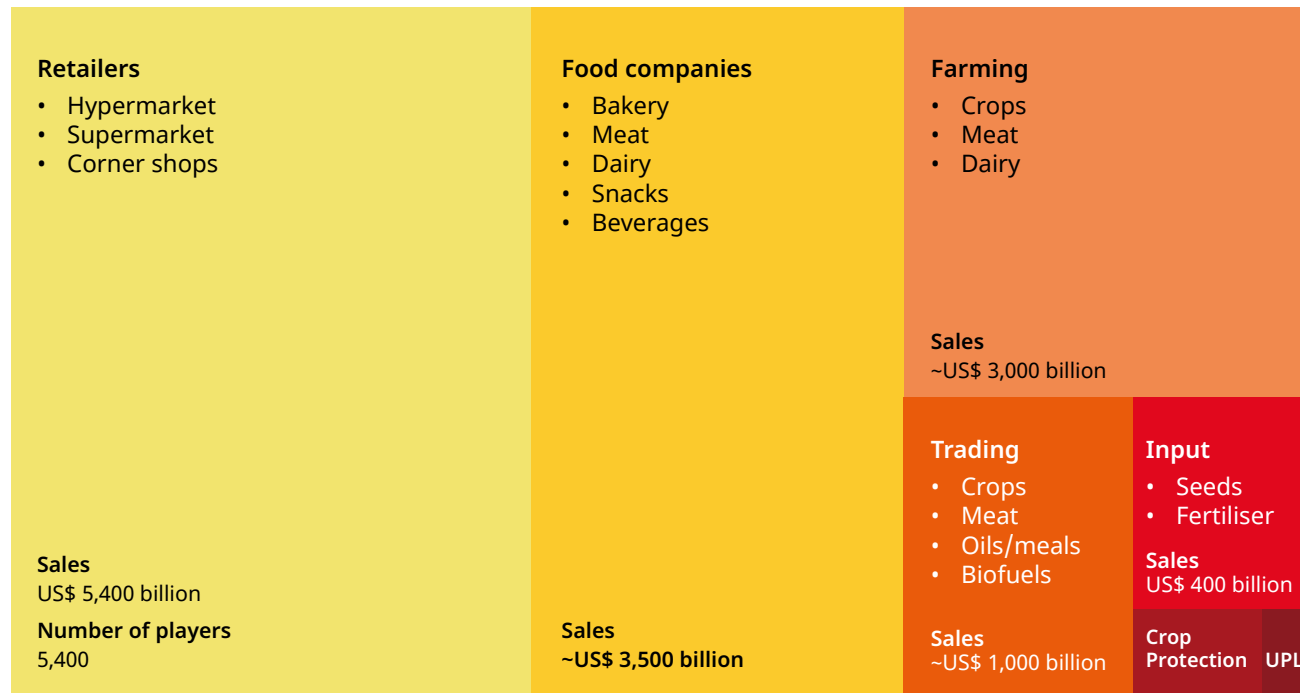 Retailers
• Hypermarket
• Supermarket
• Corner shops
Sales
US$ 5,400 billion
Number of players
5,400
Food companies
• Bakery
• Meat
• Dairy
• Snacks
• Beverages
Sales
~US$ 3,500 billion
Farming
• Crops
• Meat
• Dairy
Sales
~US$ 3,000 billion
Trading
• Crops
• Meat
• Oils/meals
• Biofuels
Sales
~US$ 1,000 billion
Input
• Seeds
• Fertiliser
Sales
US$ 400 billion
Crop
Protection
UPL